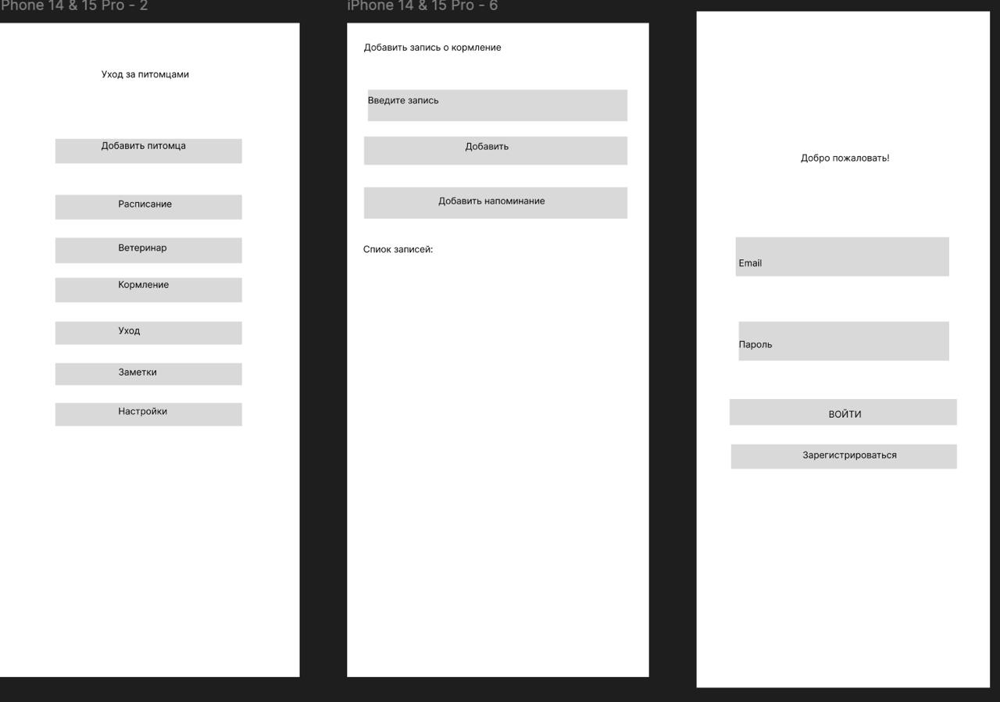 Phone 14 & 15 Pro - 2
Уход за питомцами
Добавить питомца
Расписание
Ветеринар
Кормление
Уход
Заметки
Настройки
iPhone 14 & 15 Pro - 6
Добавить запись о кормление
Введите запись
Добавить
Добавить напоминание
Спиок записей:
Добро пожаловать!
Email
Пароль
ВОЙТИ
Зарегистрироваться